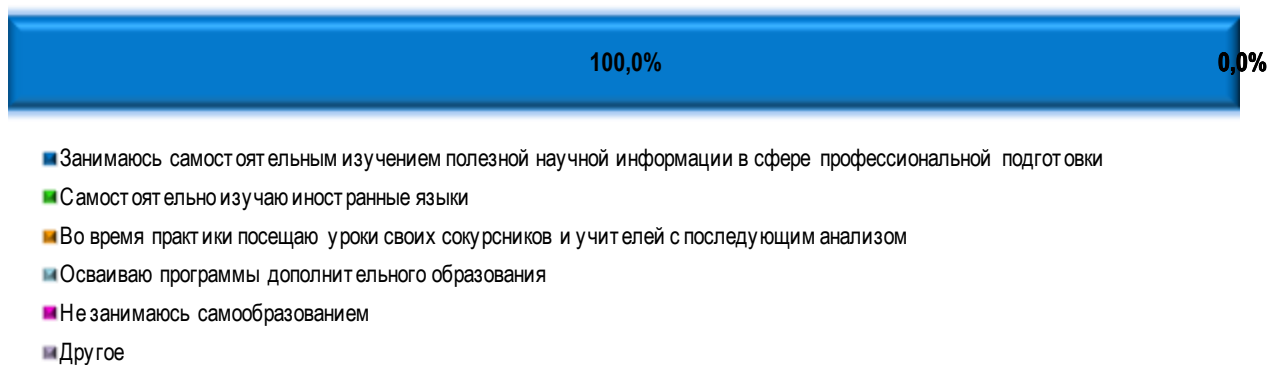 100,0% 0,0%
Занимаюсь самостоятельным изучением полезной научной информации в сфере профессиональной подготовки
Самостоятельно изучаю иностранные языки
Во время практики посещаю уроки своих сокурсников и учителей с последующим анализом
Осваиваю программы дополнительного образования
Не занимаюсь самообразованием
Другое